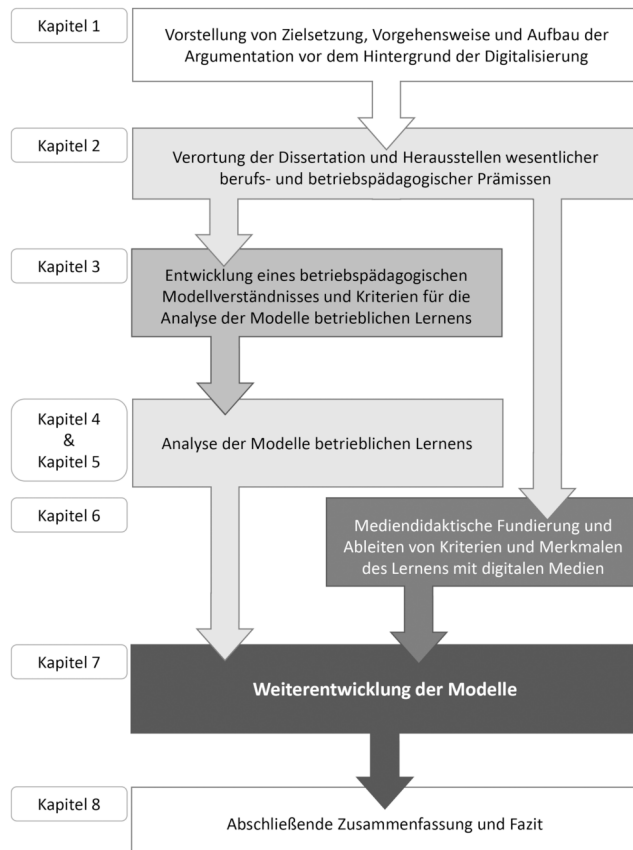 Kapitel 1
Vorstellung von Zielsetzung, Vorgehensweise und Aufbau der
Argumentation vor dem Hintergrund der Digitalisierung
Kapitel 2
Verortung der Dissertation und Herausstellen wesentlicher
berufs- und betriebspädagogischer Prämissen
Kapitel 3
Entwicklung eines betriebspädagogischen
Modellverständnisses und Kriterien für die
Analyse der Modelle betrieblichen Lernens
Kapitel 4
&
Kapitel 5
Analyse der Modelle betrieblichen Lernens
Kapitel 6
Mediendidaktische Fundierung und
Ableiten von Kriterien und Merkmalen
des Lernens mit digitalen Medien
Kapitel 7
Weiterentwicklung der Modelle
Kapitel 8
Abschließende Zusammenfassung und Fazit